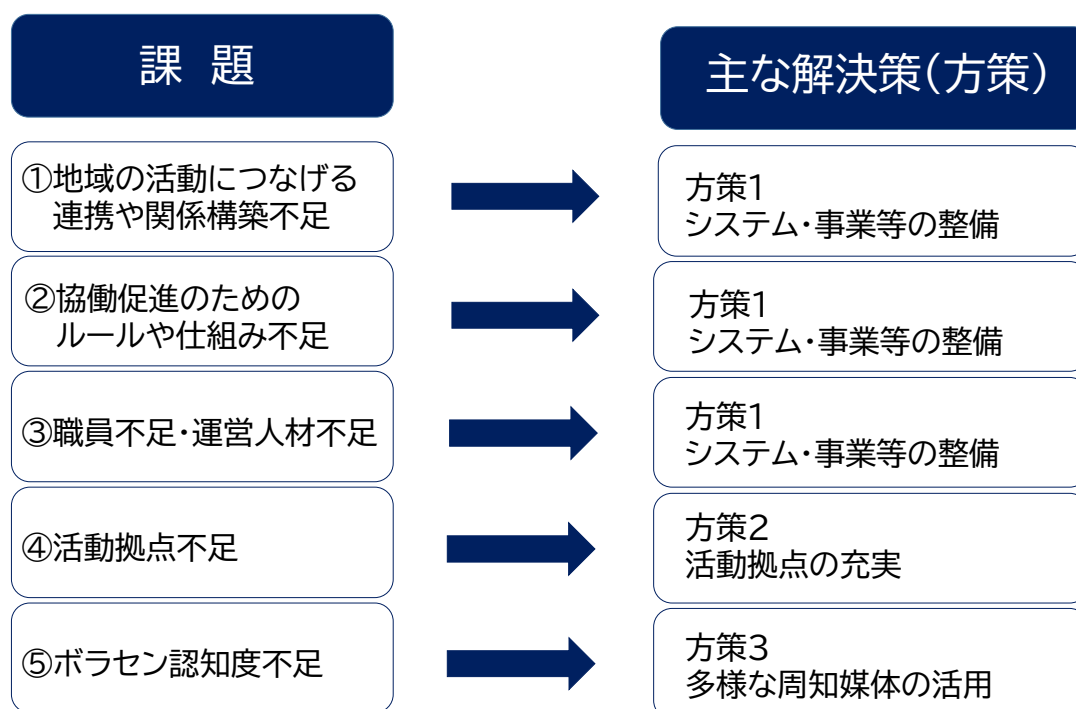 課 題
主な解決策(方策)
①地域の活動につなげる
連携や関係構築不足
方策1
システム・事業等の整備
②協働促進のための
ルールや仕組み不足
方策1
システム・事業等の整備
③職員不足・運営人材不足
方策1
システム・事業等の整備
④活動拠点不足
方策2
活動拠点の充実
⑤ボラセン認知度不足
方策3
多様な周知媒体の活用